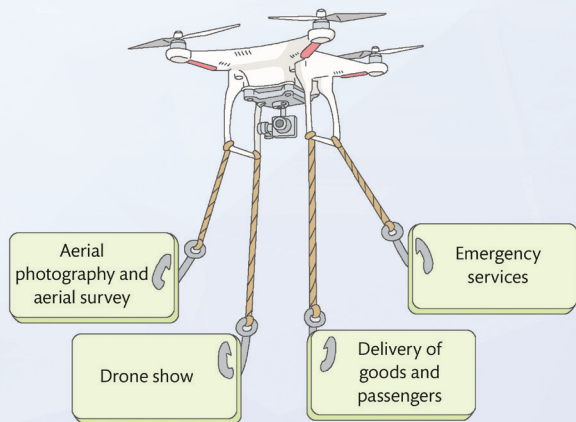 Aerial
photography and
aerial survey
Emergency
services
Drone show
Delivery of
goods and
passengers